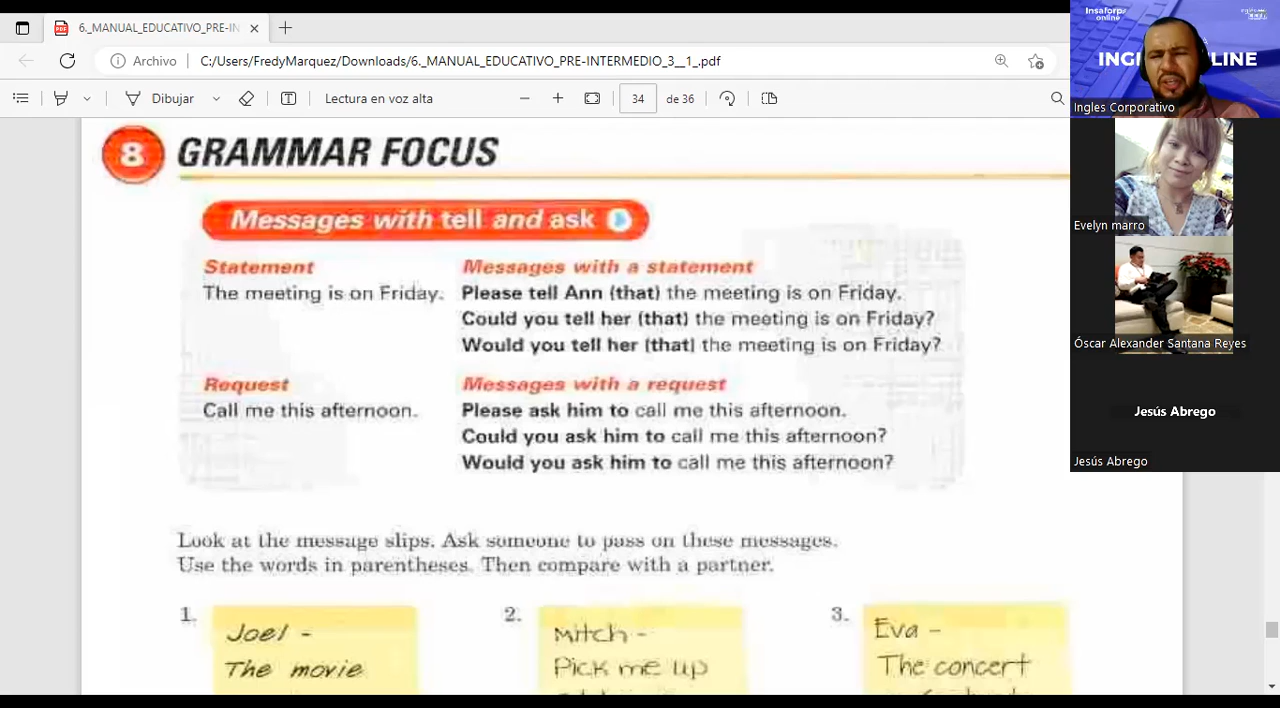 6._MANUAL_EDUCATIVO_PRE-IN
Archivo
C:/Users/FredyMarquez/Downloads/6._MANUAL_EDUCATIVO_PRE-INTERMEDIO_3__1_.pdf
Dibujar
Lectura en voz alta
34
de 36
8 GRAMMAR FOCUS
Messages with tell and ask
Statement
The meeting is on Friday.
Messages with a statement
Please tell Ann (that) the meeting is on Friday.
Could you tell her (that) the meeting is on Friday?
Would you tell her (that) the meeting is on Friday?
Request
Call me this afternoon.
Messages with a request
Please ask him to call me this afternoon.
Could you ask him to call me this afternoon?
Would you ask him to call me this afternoon?
Look at the message slips. Ask someone to pass on these messages.
Use the words in parentheses. Then compare with a partner.
1.
Joel -
The movie
2.
Mitch -
Pick me up
3.
Eva -
The concert
Insaforp
online
INGL
LINE
Ingles Corporativo
Evelyn marro
Óscar Alexander Santana Reyes
Jesús Abrego
Jesús Abrego